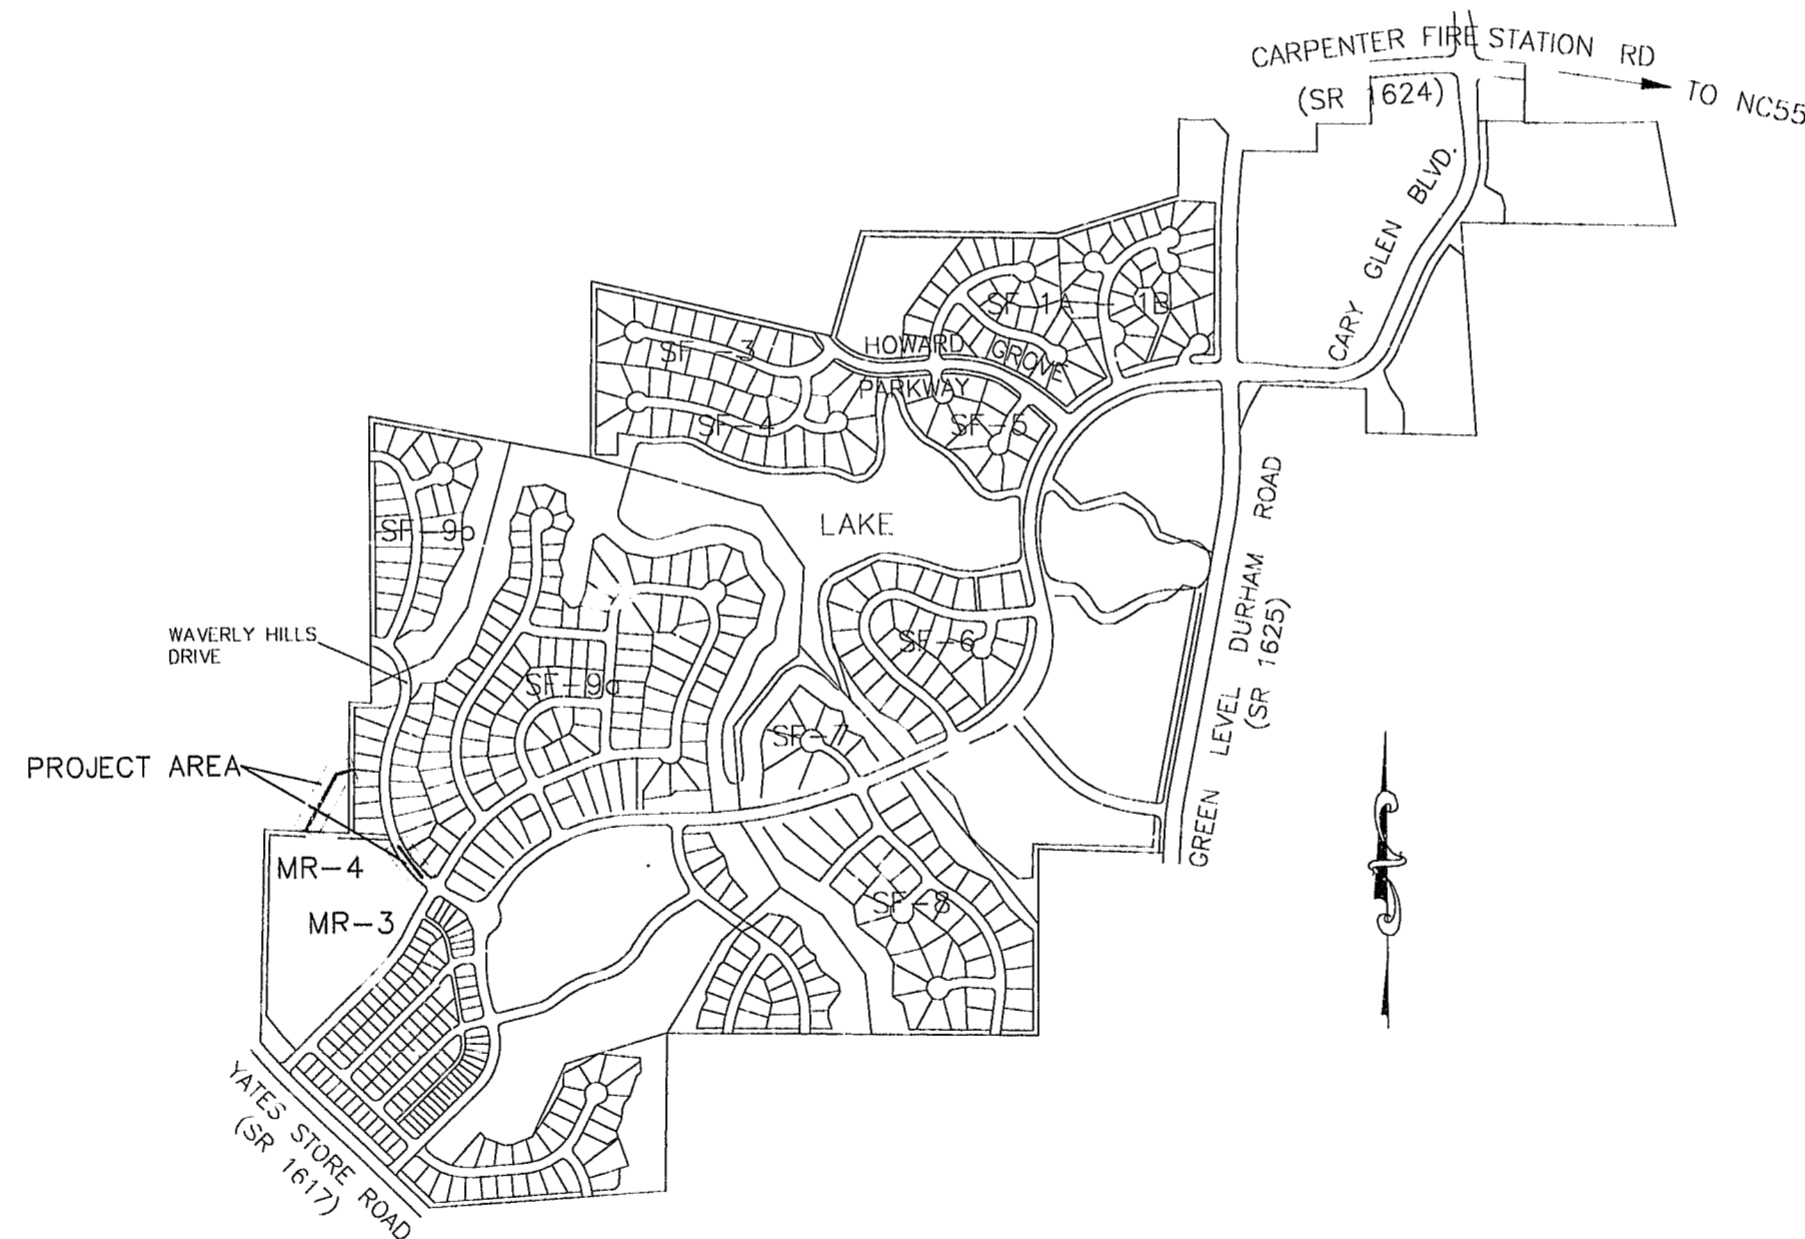 CARPENTER FIRE STATION RD
(SR 1624)
TO NC55
CARY GLEN BLVD.
SF-1A - 1B
HOWARD GROVE
PARKWAY
SF-3
SF-4
SF-5
LAKE
SF-9b
GREEN LEVEL DURHAM ROAD
(SR 1625)
WAVERLY HILLS
DRIVE
SF-6
SF-9a
SF-7
PROJECT AREA
MR-4
MR-3
SF-8
YATES STORE ROAD
(SR 1617)